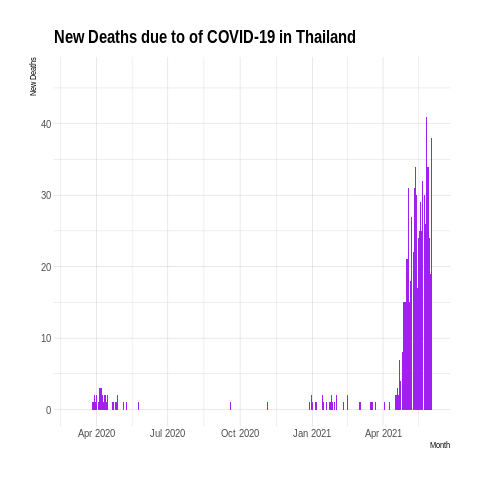 New Deaths due to of COVID-19 in Thailand
New Deaths
40
30
20
10
0
Apr 2020 Jul 2020 Oct 2020 Jan 2021 Apr 2021
Month